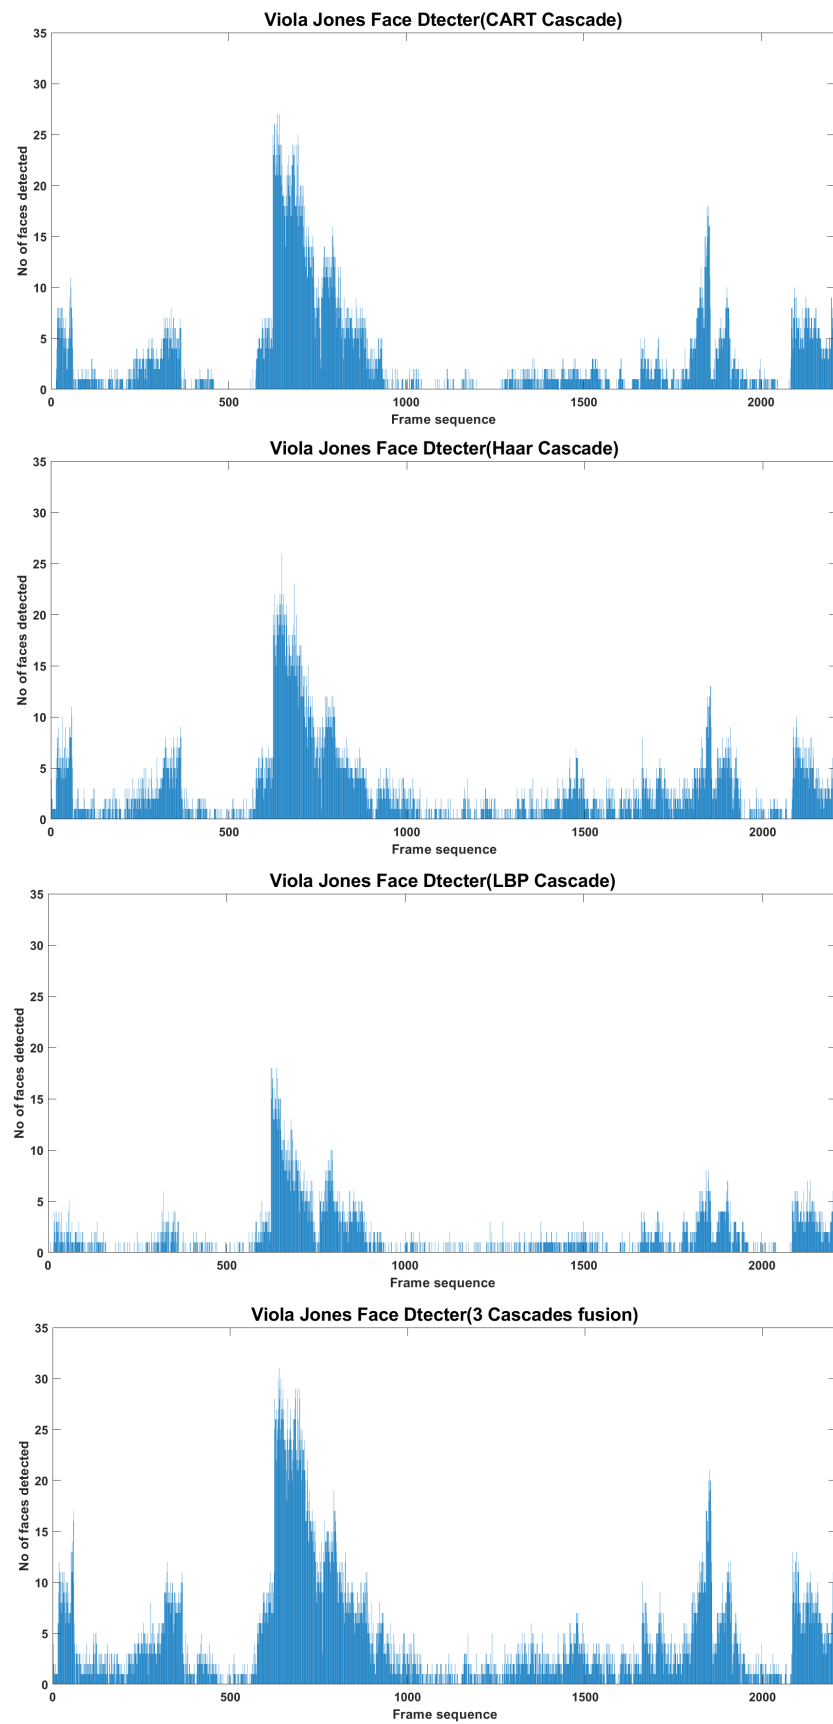 Viola Jones Face Dtecter(CART Cascade)
35
30
25
20
15
10
5
0
No of faces detected
0 500 1000 1500 2000
Frame sequence
Viola Jones Face Dtecter(Haar Cascade)
35
30
25
20
15
10
5
0
No of faces detected
0 500 1000 1500 2000
Frame sequence
Viola Jones Face Dtecter(LBP Cascade)
35
30
25
20
15
10
5
0
No of faces detected
0 500 1000 1500 2000
Frame sequence
Viola Jones Face Dtecter(3 Cascades fusion)
35
30
25
20
15
10
5
0
No of faces detected
0 500 1000 1500 2000
Frame sequence